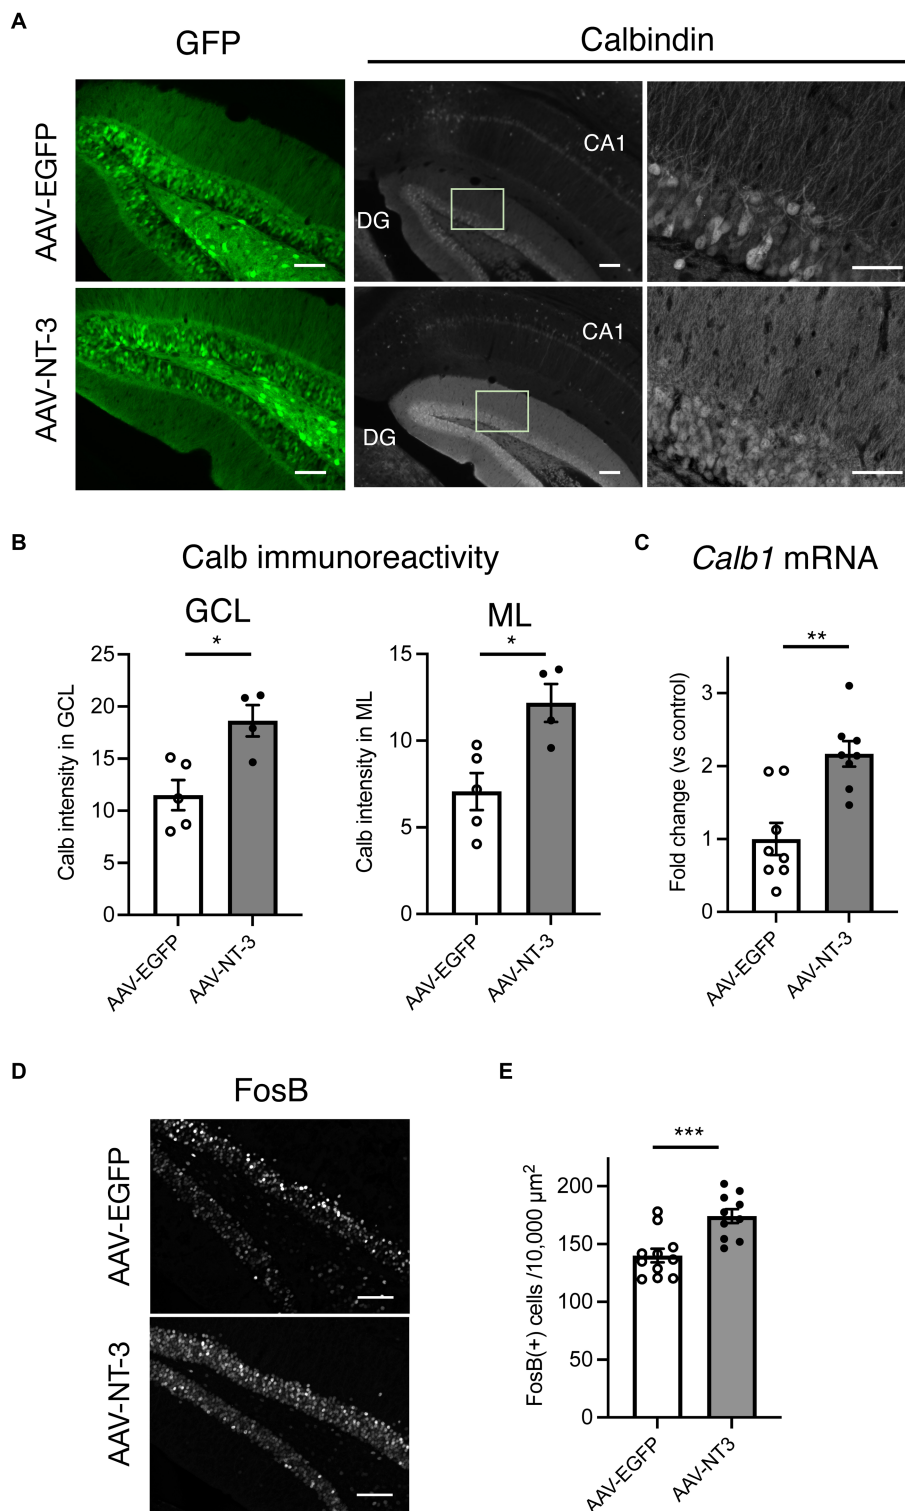 A
GFP
Calbindin
AAV-EGFP
CA1
DG
AAV-NT-3
CA1
DG
B
Calb immunoreactivity
GCL
ML
C
Calb1 mRNA
*
*
**
Calb intensity in GCL
25
20
15
10
5
0
AAV-EGFP
AAV-NT-3
Calb intensity in ML
15
10
5
0
AAV-EGFP
AAV-NT-3
Fold change (vs control)
3
2
1
0
AAV-EGFP
AAV-NT-3
D
FosB
AAV-EGFP
AAV-NT-3
E
***
FosB(+) cells /10,000 µm²
200
150
100
50
0
AAV-EGFP
AAV-NT3